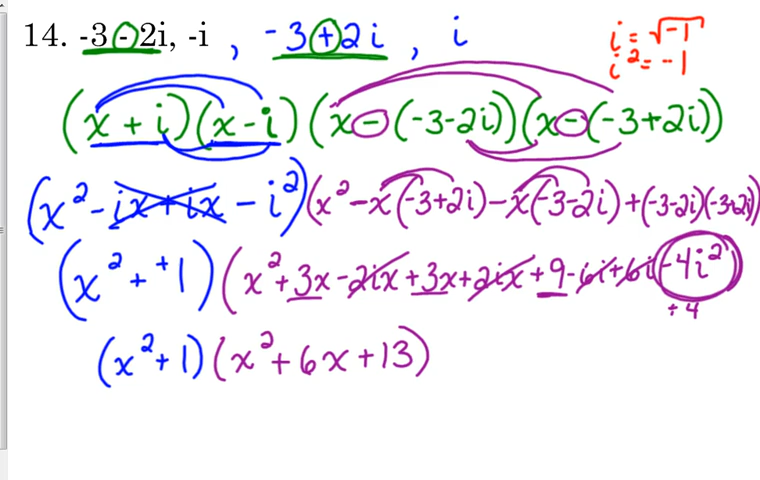 14. -3-2i, -i , -3+2i , i
i = √-1
i² = -1
(x + i)(x - i)(x - (-3-2i))(x - (-3+2i))
(x² - ix + ix - i²)(x² - x(-3+2i) - x(-3-2i) + (-3-2i)(-3+2i))
(x² + +1)(x² + 3x - 2ix + 3x + 2ix + 9 - 6i + 6i - 4i²)
+4
(x² + 1)(x² + 6x + 13)